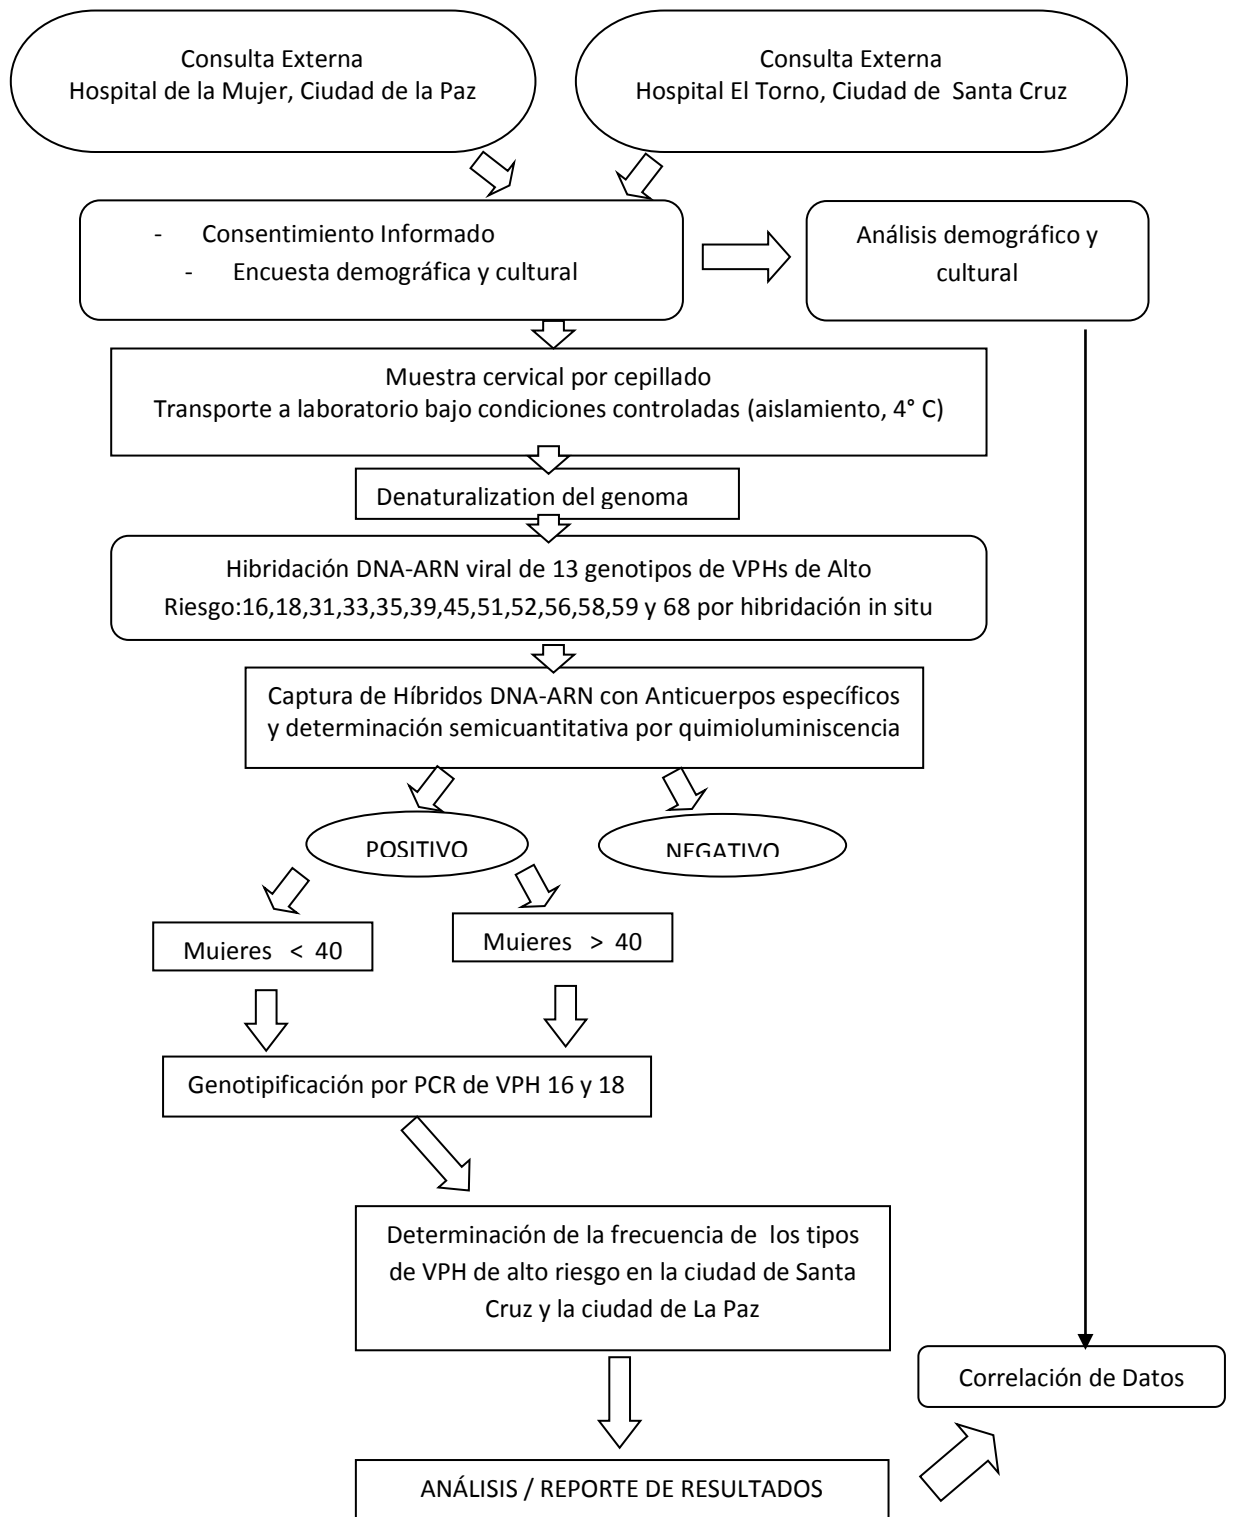 Consulta Externa
Hospital de la Mujer, Ciudad de la Paz
Consulta Externa
Hospital El Torno, Ciudad de Santa Cruz
- Consentimiento Informado
- Encuesta demográfica y cultural
Análisis demográfico y
cultural
Muestra cervical por cepillado
Transporte a laboratorio bajo condiciones controladas (aislamiento, 4° C)
Denaturalization del genoma
Hibridación DNA-ARN viral de 13 genotipos de VPHs de Alto
Riesgo:16,18,31,33,35,39,45,51,52,56,58,59 y 68 por hibridación in situ
Captura de Híbridos DNA-ARN con Anticuerpos específicos
y determinación semicuantitativa por quimioluminiscencia
POSITIVO
NEGATIVO
Mujeres < 40
Mujeres > 40
Genotipificación por PCR de VPH 16 y 18
Determinación de la frecuencia de los tipos
de VPH de alto riesgo en la ciudad de Santa
Cruz y la ciudad de La Paz
Correlación de Datos
ANÁLISIS / REPORTE DE RESULTADOS